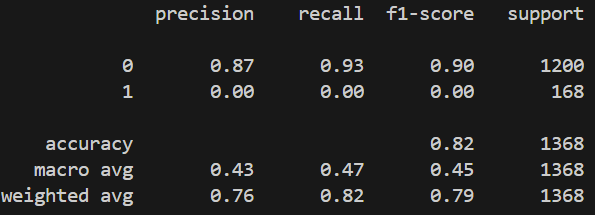 precision recall f1-score support
0 0.87 0.93 0.90 1200
1 0.00 0.00 0.00 168
accuracy 0.82 1368
macro avg 0.43 0.47 0.45 1368
weighted avg 0.76 0.82 0.79 1368